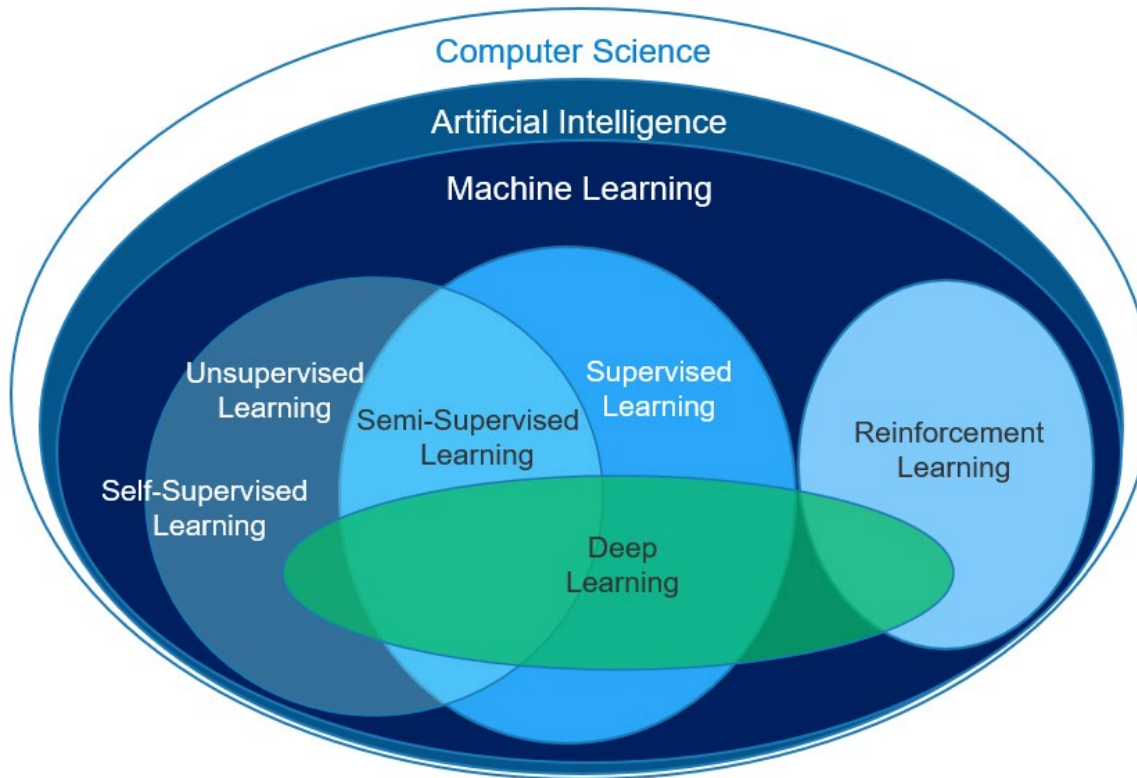 Computer Science
Artificial Intelligence
Machine Learning
Unsupervised
Learning
Supervised
Learning
Semi-Supervised
Learning
Reinforcement
Learning
Self-Supervised
Learning
Deep
Learning